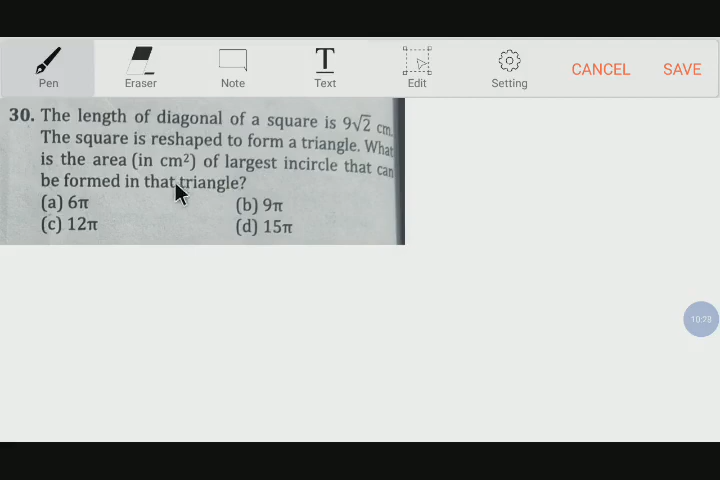 Pen Eraser Note Text Edit Setting CANCEL SAVE
T
30. The length of diagonal of a square is 9√2 cm.
The square is reshaped to form a triangle. What
is the area (in cm²) of largest incircle that can
be formed in that triangle?
(a) 6π (b) 9π
(c) 12π (d) 15π
10:23